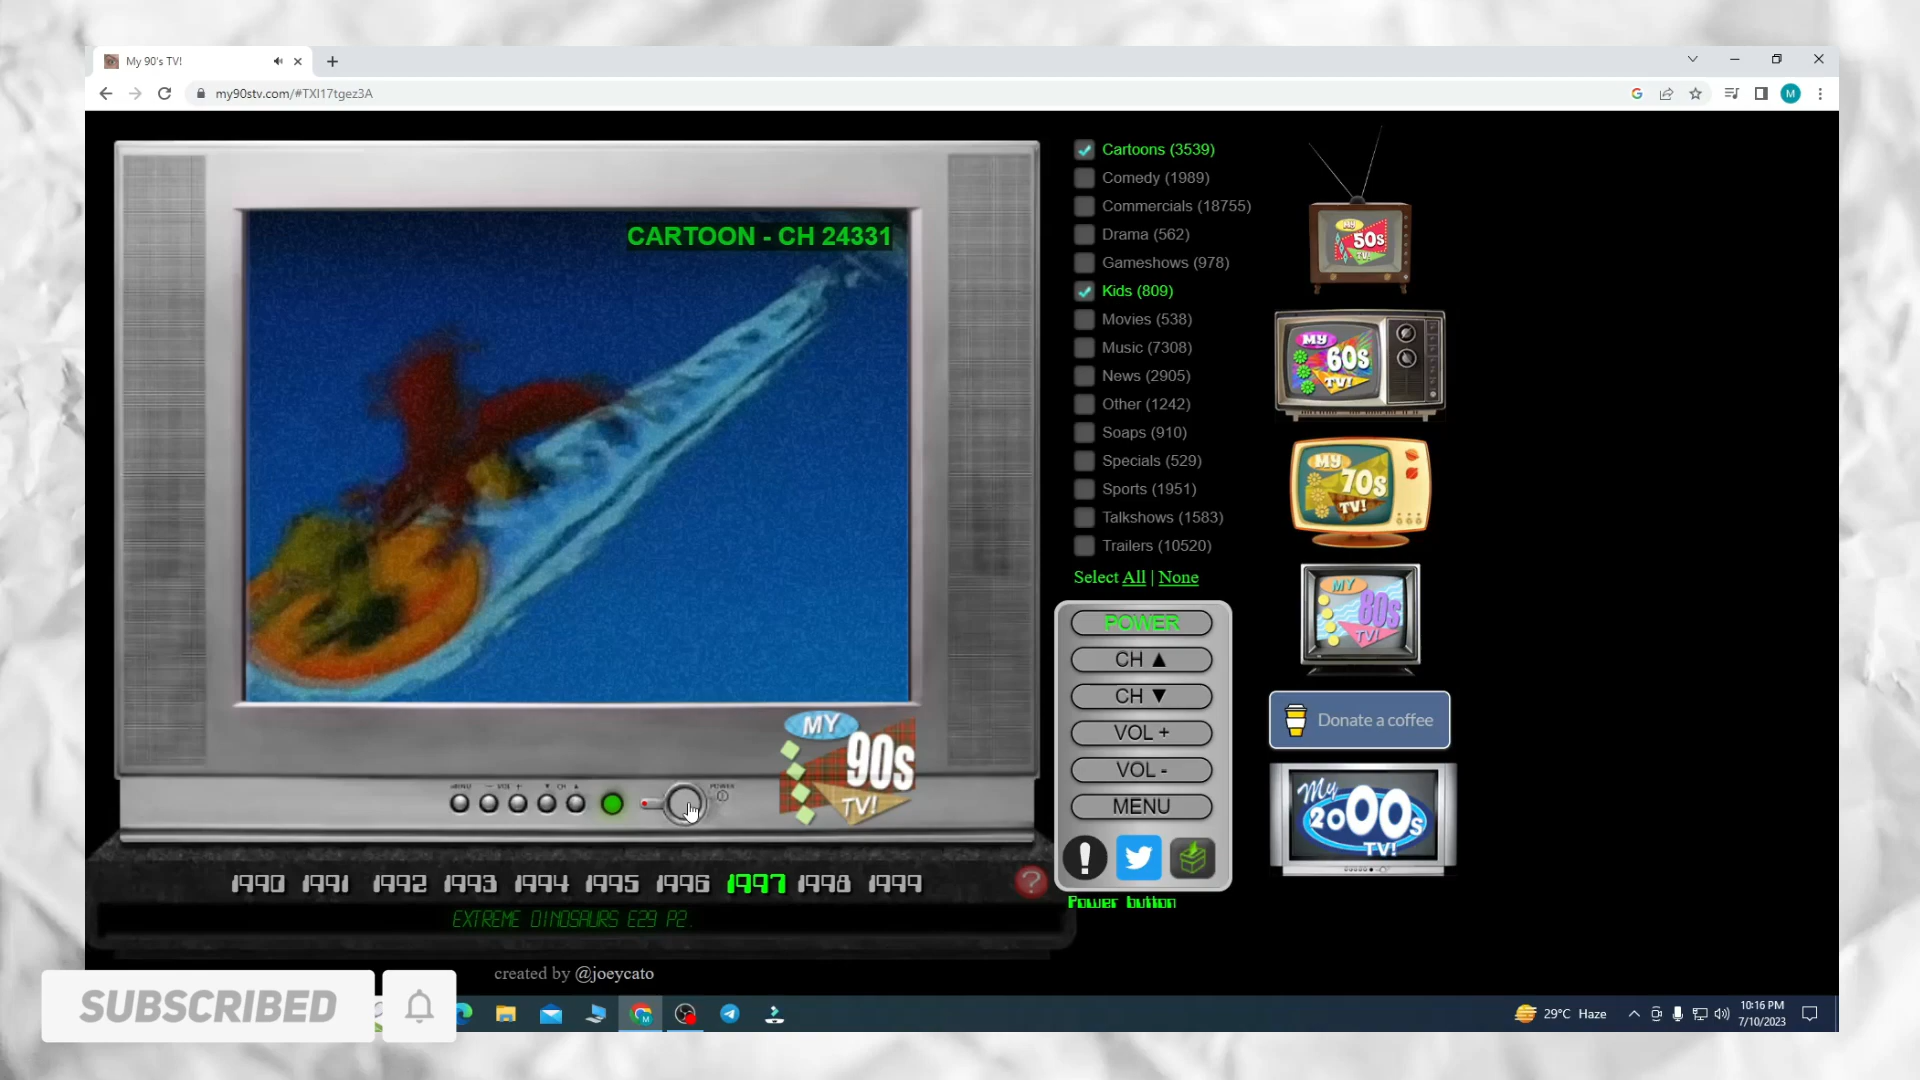 My 90's TV!
my90stv.com/#TXI17tgez3A
M
CARTOON - CH 24331
Cartoons (3539)
Comedy (1989)
Commercials (18755)
Drama (562)
Gameshows (978)
Kids (809)
Movies (538)
Music (7308)
News (2905)
Other (1242)
Soaps (910)
Specials (529)
Sports (1951)
Talkshows (1583)
Trailers (10520)
Select All | None
POWER
CH ▲
CH ▼
VOL +
VOL -
MENU
Power button
MY 50s TV!
MY 60s TV!
MY 70s TV!
MY 80s TV!
Donate a coffee
My 2000s TV!
MENU - VOL + ▼ CH ▲ POWER
MY 90s TV!
1990 1991 1992 1993 1994 1995 1996 1997 1998 1999
?
EXTREME DINOSAURS E29 P2.
created by @joeycato
SUBSCRIBED
29°C Haze
10:16 PM
7/10/2023